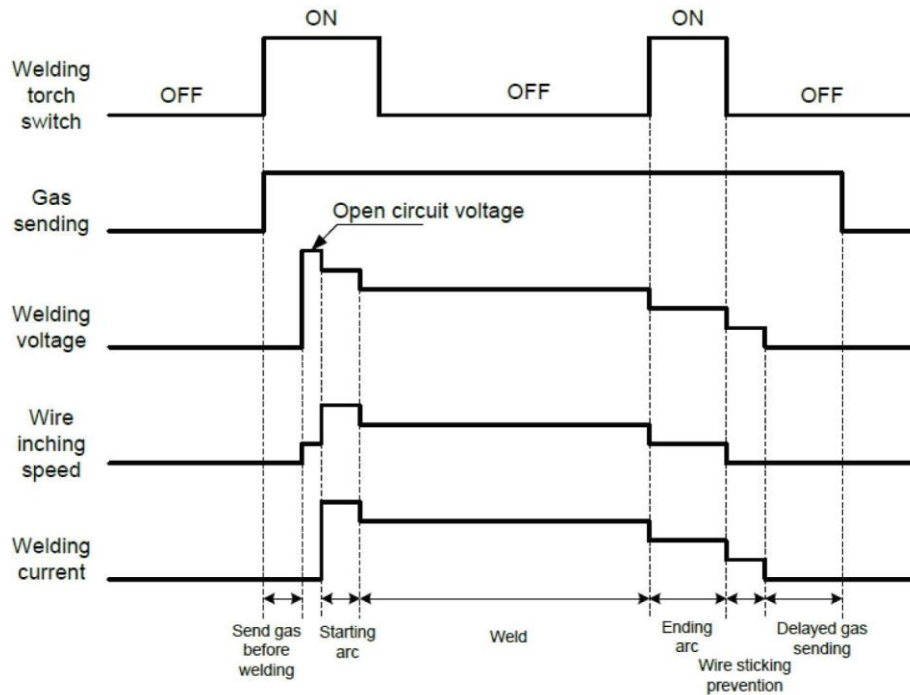 ON
ON
Welding
torch
switch
OFF
OFF
OFF
Gas
sending
Open circuit voltage
Welding
voltage
Wire
inching
speed
Welding
current
Send gas
before
welding
Starting
arc
Weld
Ending
arc
Wire sticking
prevention
Delayed gas
sending